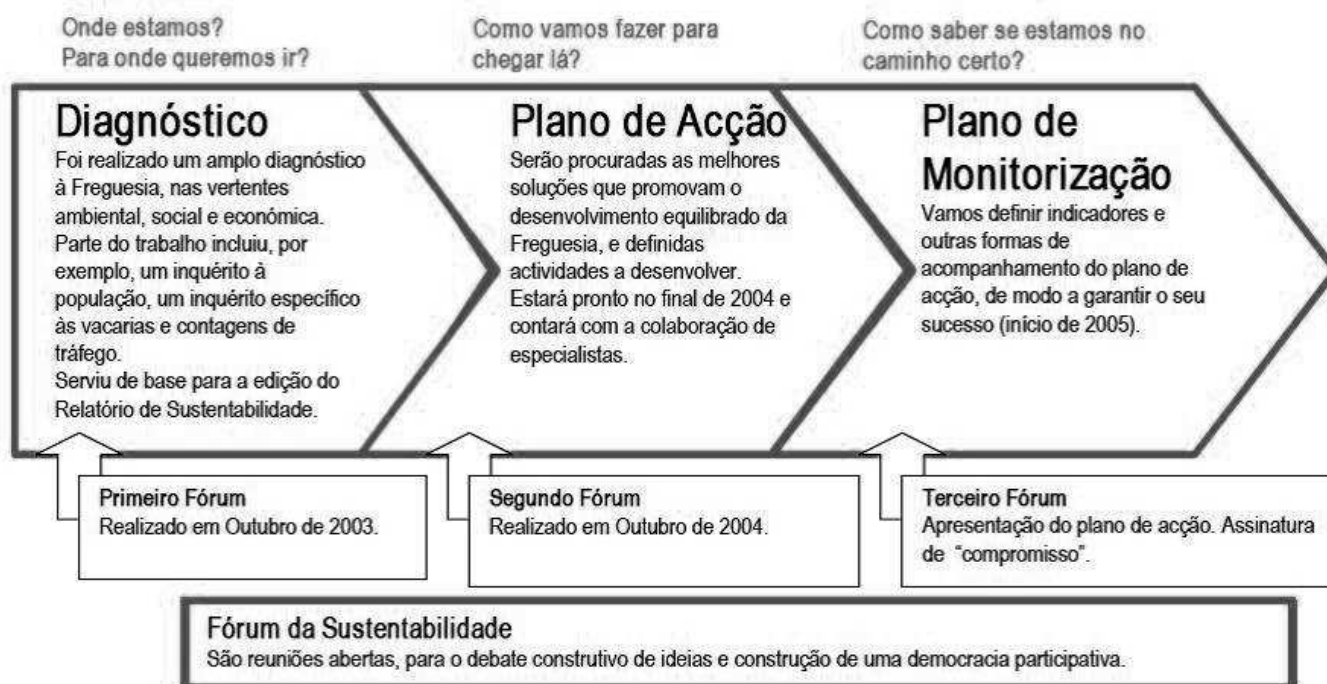 Onde estamos?
Para onde queremos ir?
Como vamos fazer para
chegar lá?
Como saber se estamos no
caminho certo?
Diagnóstico
Foi realizado um amplo diagnóstico
à Freguesia, nas vertentes
ambiental, social e económica.
Parte do trabalho incluiu, por
exemplo, um inquérito à
população, um inquérito específico
às vacarias e contagens de
tráfego.
Serviu de base para a edição do
Relatório de Sustentabilidade.
Plano de Acção
Serão procuradas as melhores
soluções que promovam o
desenvolvimento equilibrado da
Freguesia, e definidas
actividades a desenvolver.
Estará pronto no final de 2004 e
contará com a colaboração de
especialistas.
Plano de
Monitorização
Vamos definir indicadores e
outras formas de
acompanhamento do plano de
acção, de modo a garantir o seu
sucesso (início de 2005).
Primeiro Fórum
Realizado em Outubro de 2003.
Segundo Fórum
Realizado em Outubro de 2004.
Terceiro Fórum
Apresentação do plano de acção. Assinatura
de “compromisso”.
Fórum da Sustentabilidade
São reuniões abertas, para o debate construtivo de ideias e construção de uma democracia participativa.